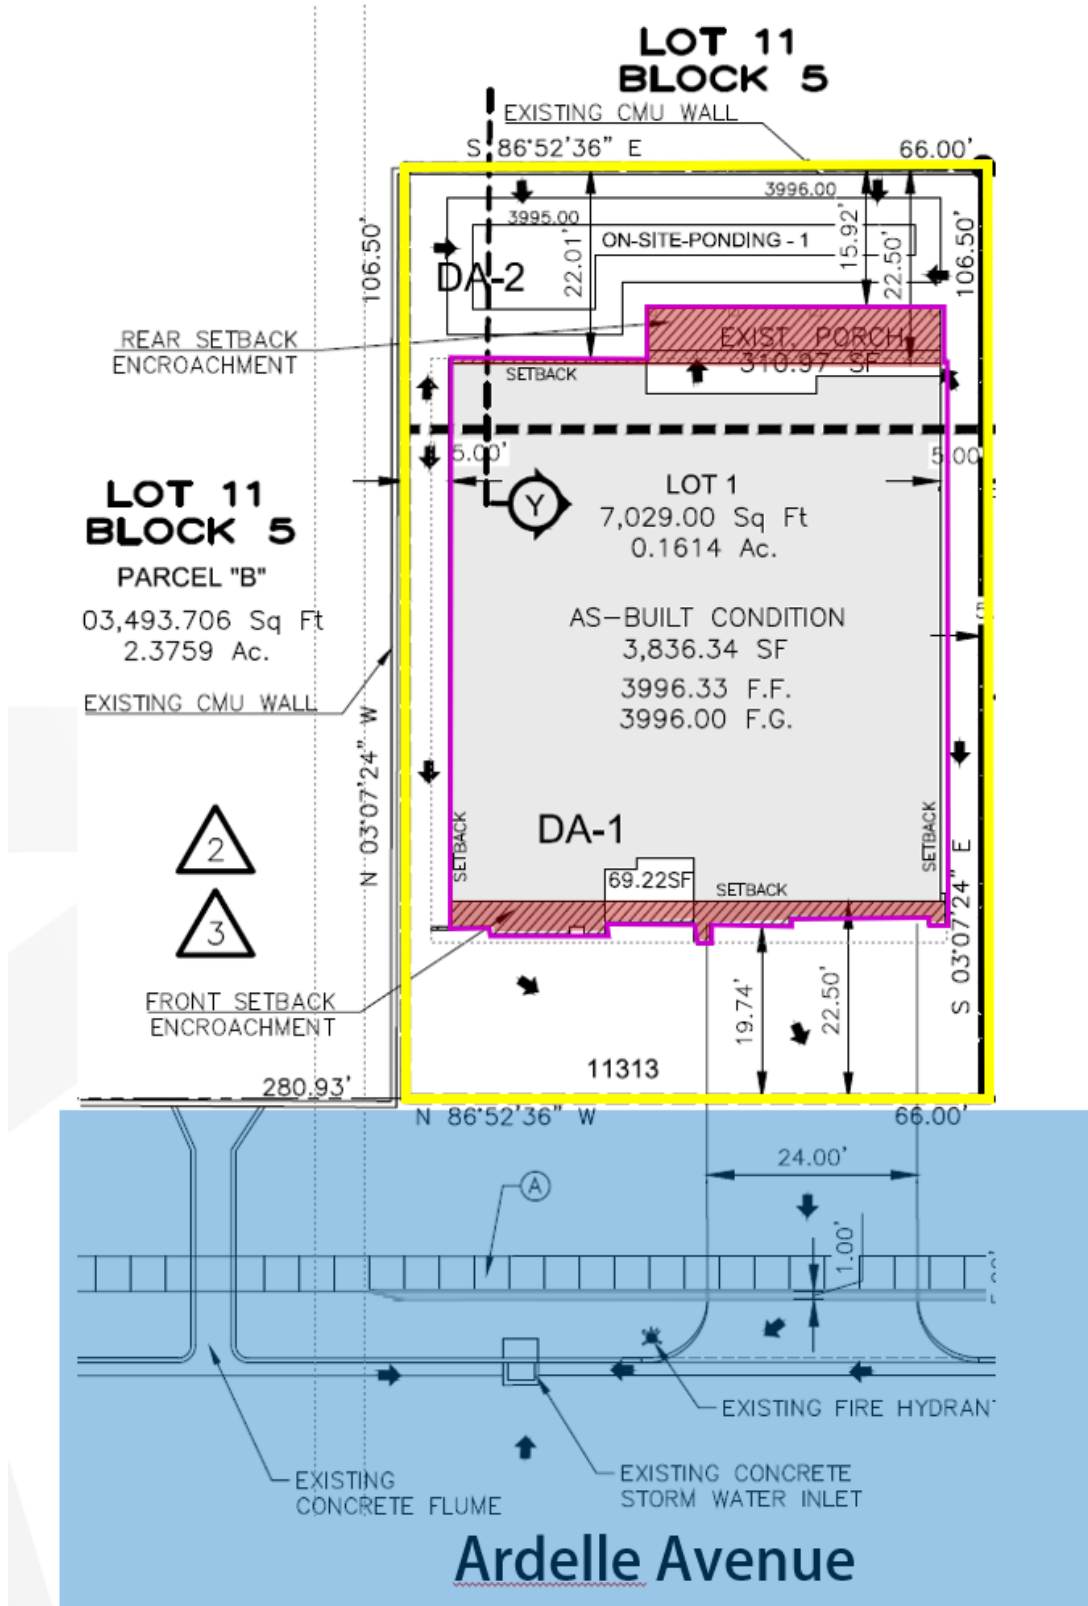 LOT 11
BLOCK 5
EXISTING CMU WALL
S 86°52'36" E
66.00'
3996.00
3995.00
ON-SITE-PONDING - 1
106.50'
22.01'
15.92'
22.50'
106.50'
DA-2
REAR SETBACK
ENCROACHMENT
EXIST. PORCH
310.97 SF
SETBACK
5.00'
5.00
Y
LOT 1
7,029.00 Sq Ft
0.1614 Ac.
LOT 11
BLOCK 5
PARCEL "B"
03,493.706 Sq Ft
2.3759 Ac.
EXISTING CMU WALL
AS-BUILT CONDITION
3,836.34 SF
3996.33 F.F.
3996.00 F.G.
5
N 03°07'24" W
2
3
DA-1
SETBACK
SETBACK
69.22SF
SETBACK
S 03°07'24" E
FRONT SETBACK
ENCROACHMENT
19.74'
22.50'
11313
280.93'
N 86°52'36" W
66.00'
24.00'
A
1.00'
EXISTING FIRE HYDRAN
EXISTING
CONCRETE FLUME
EXISTING CONCRETE
STORM WATER INLET
Ardelle Avenue